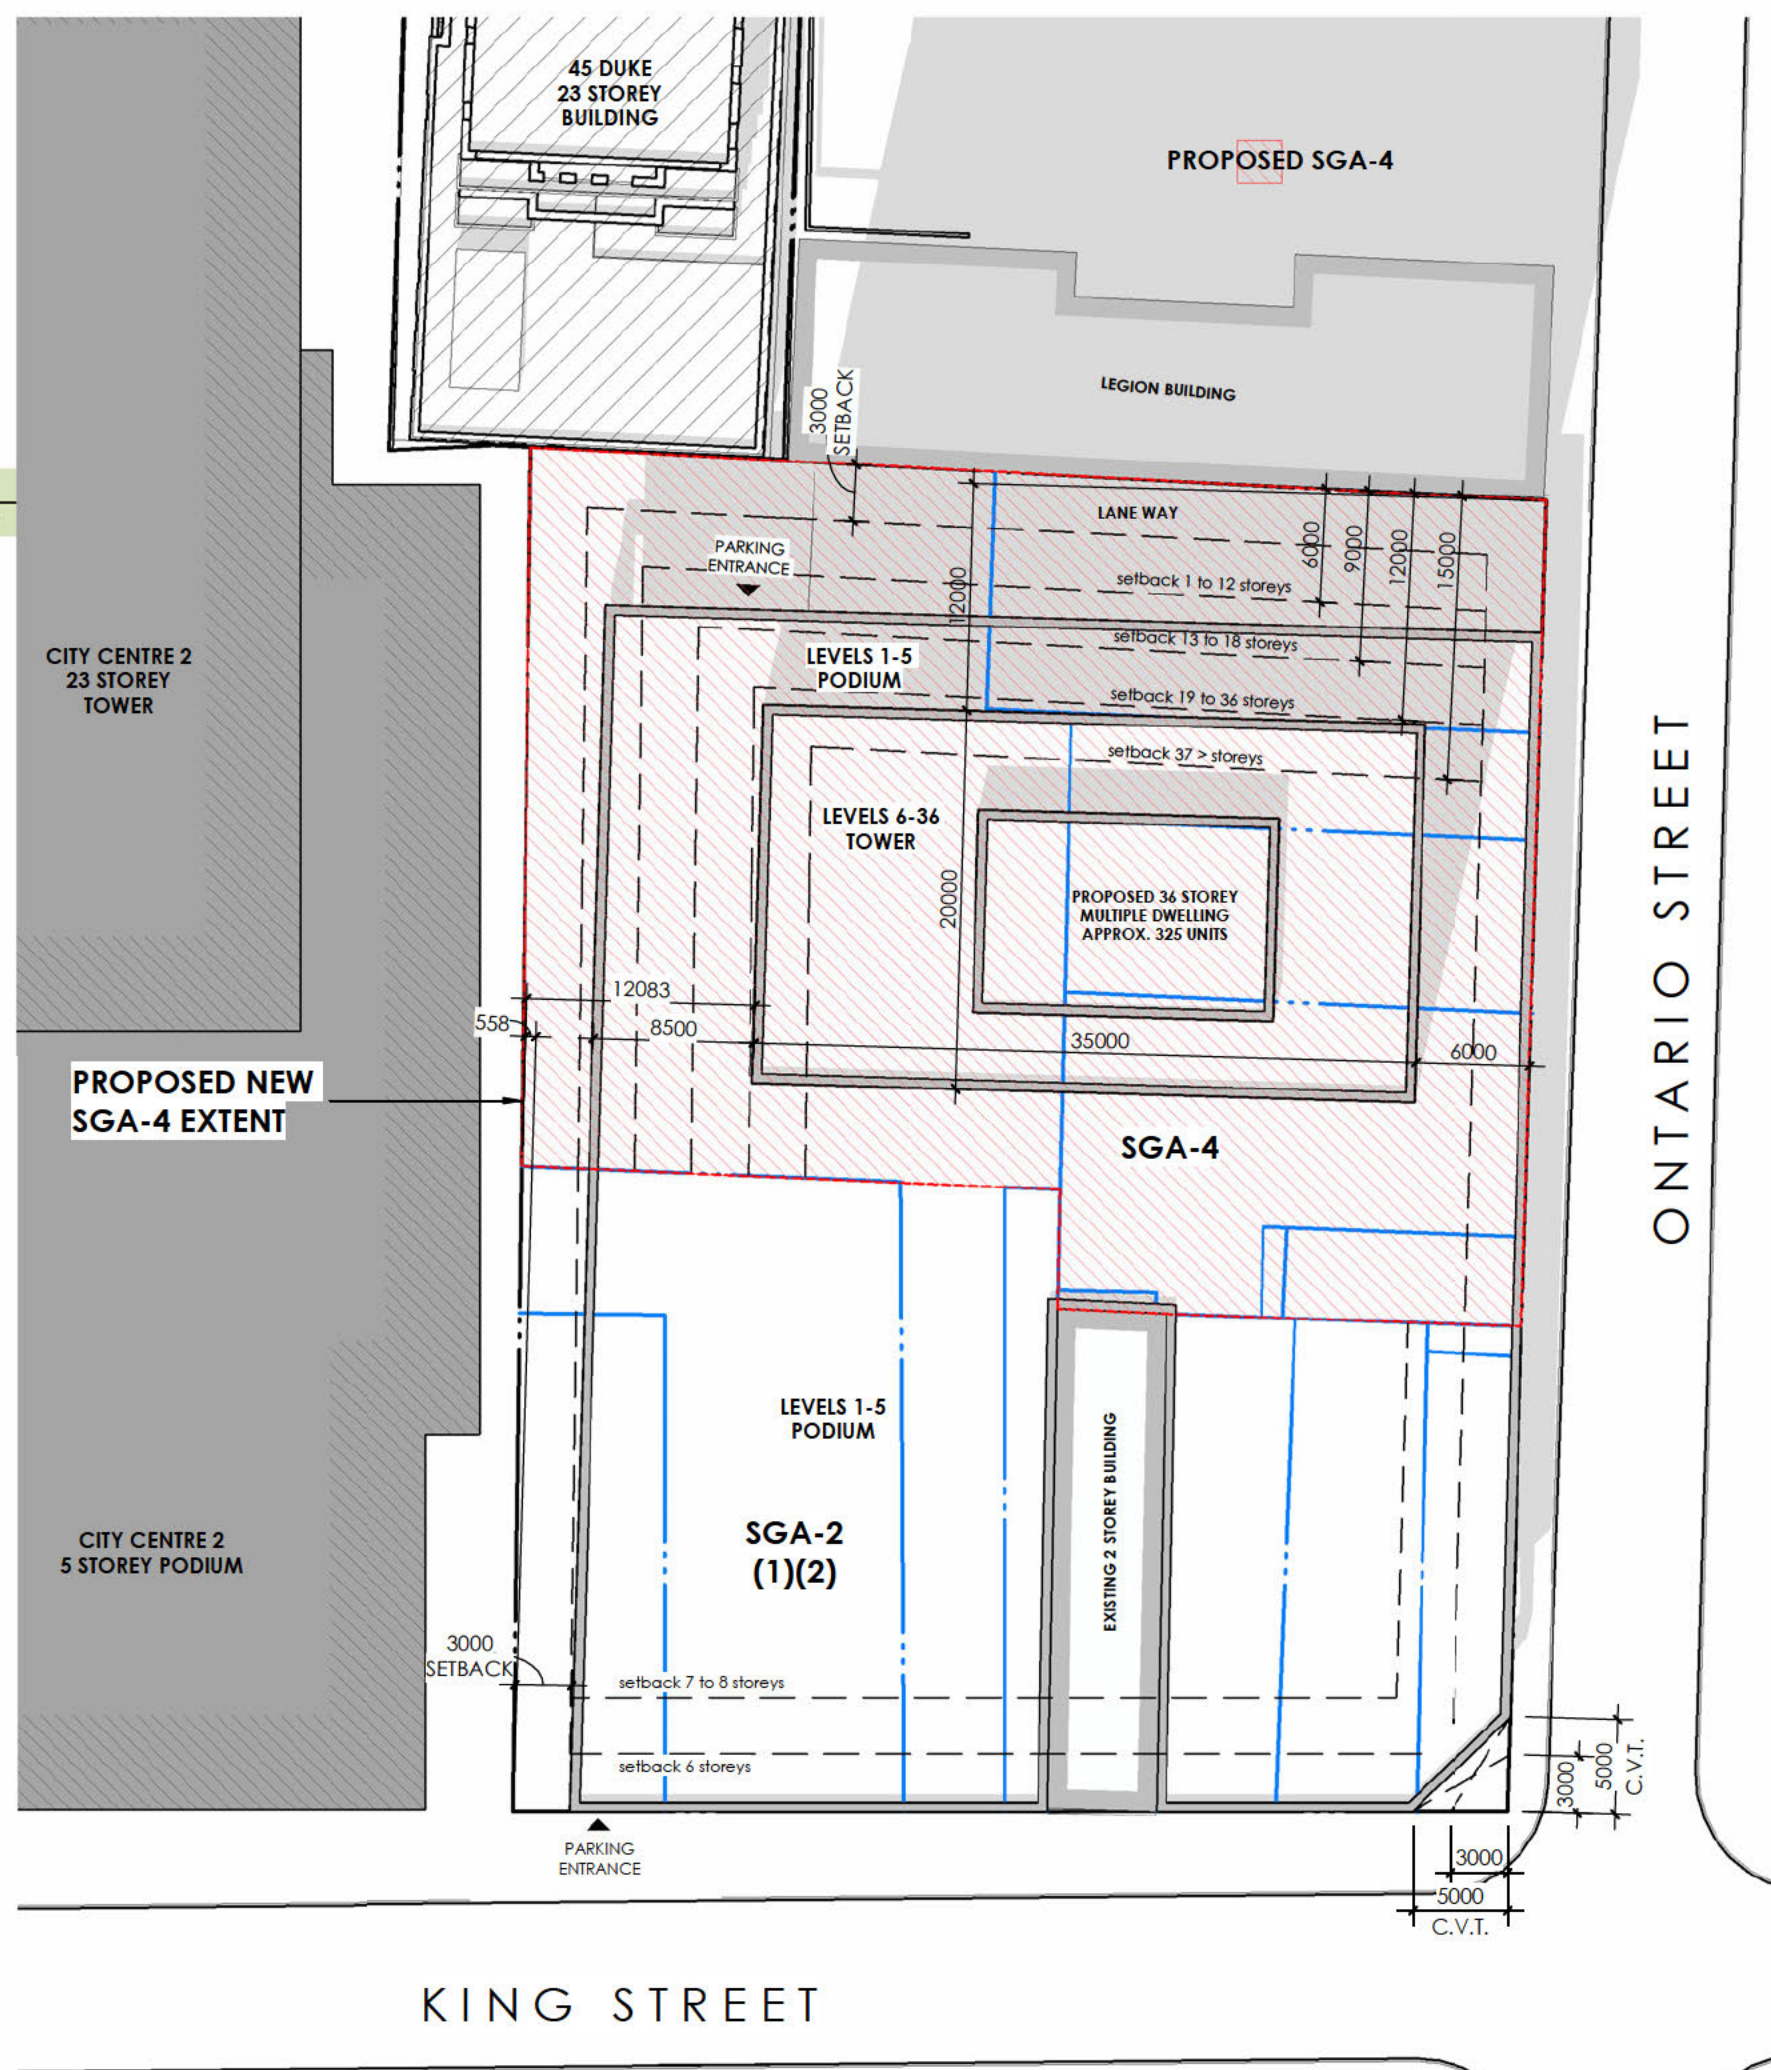 45 DUKE
23 STOREY
BUILDING
PROPOSED SGA-4
LEGION BUILDING
3000
SETBACK
LANE WAY
PARKING
ENTRANCE
6000
9000
12000
15000
12000
setback 1 to 12 storeys
setback 13 to 18 storeys
LEVELS 1-5
PODIUM
setback 19 to 36 storeys
setback 37 > storeys
CITY CENTRE 2
23 STOREY
TOWER
LEVELS 6-36
TOWER
20000
PROPOSED 36 STOREY
MULTIPLE DWELLING
APPROX. 325 UNITS
ONTARIO STREET
12083
558
8500
35000
6000
PROPOSED NEW
SGA-4 EXTENT
SGA-4
LEVELS 1-5
PODIUM
EXISTING 2 STOREY BUILDING
SGA-2
(1)(2)
CITY CENTRE 2
5 STOREY PODIUM
3000
SETBACK
setback 7 to 8 storeys
setback 6 storeys
3000
5000
C.V.T.
PARKING
ENTRANCE
3000
5000
C.V.T.
KING STREET